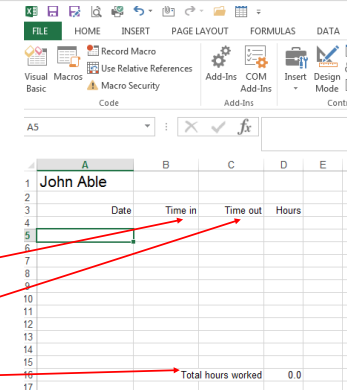 FILE HOME INSERT PAGE LAYOUT FORMULAS DATA
Visual Basic
Macros
Record Macro
Use Relative References
Macro Security
Code
Add-Ins
COM Add-Ins
Add-Ins
Insert
Design Mode
A5
fx
A B C D E
1 John Able
2
3 Date Time in Time out Hours
4
5
6
7
8
9
10
11
12
13
14
15
16 Total hours worked 0.0
17